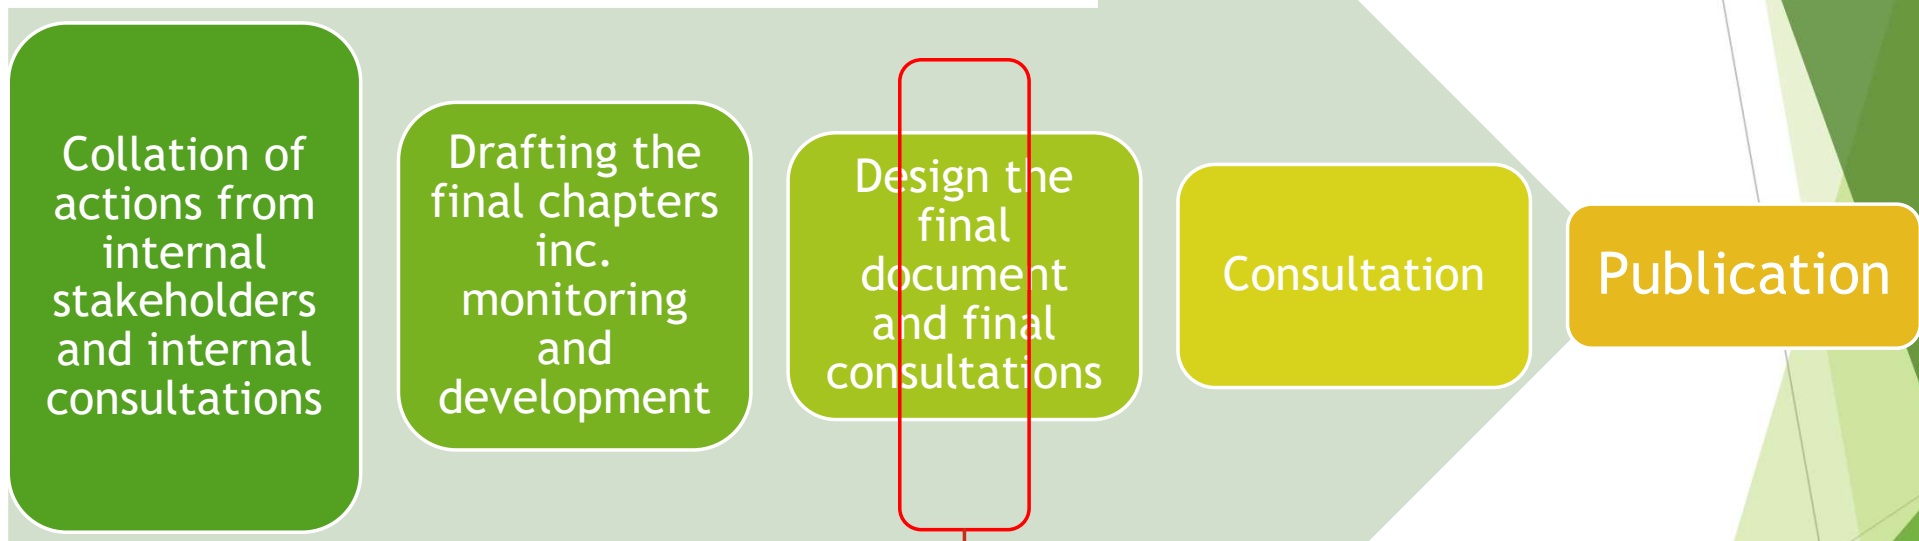 Collation of
actions from
internal
stakeholders
and internal
consultations
Drafting the
final chapters
inc.
monitoring
and
development
Design the
final
document
and final
consultations
Consultation
Publication